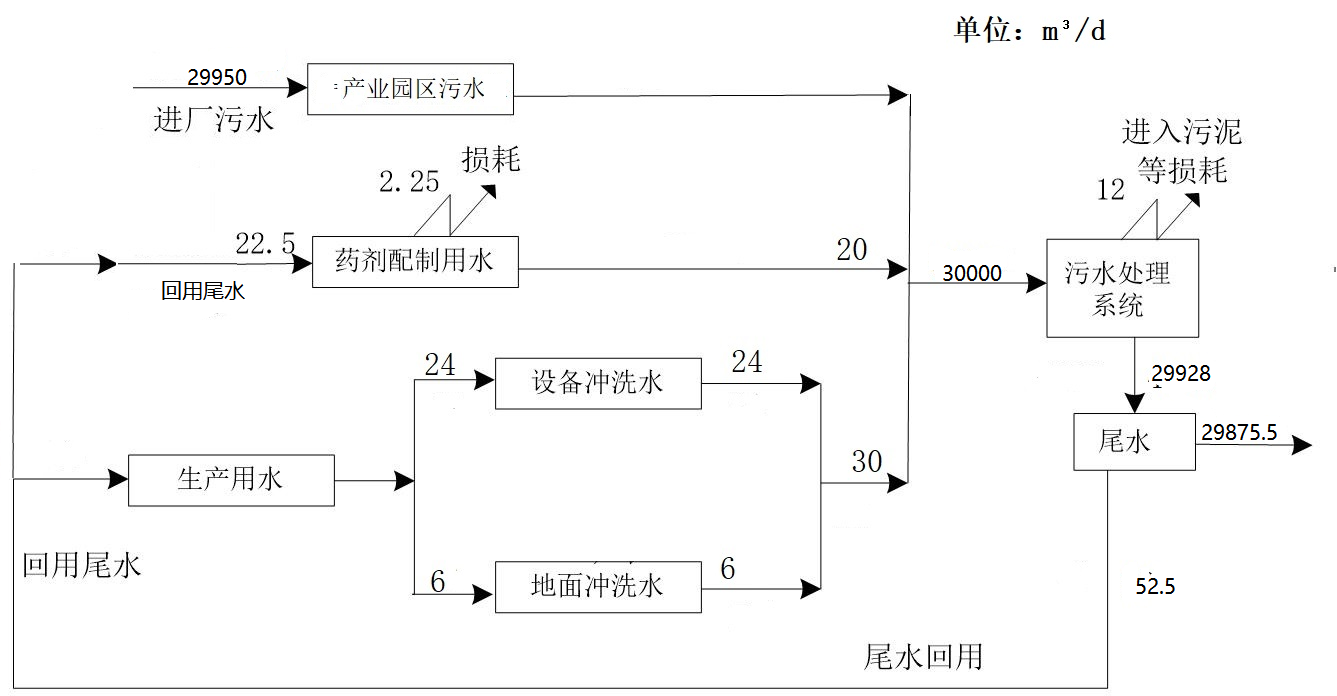 单位：m³/d
29950
产业园区污水
进厂污水
进入污泥
等损耗
损耗
2.25
12
22.5
药剂配制用水
20
回用尾水
30000
污水处理
系统
24
设备冲洗水
24
29928
尾水
29875.5
生产用水
30
回用尾水
6
地面冲洗水
6
52.5
尾水回用